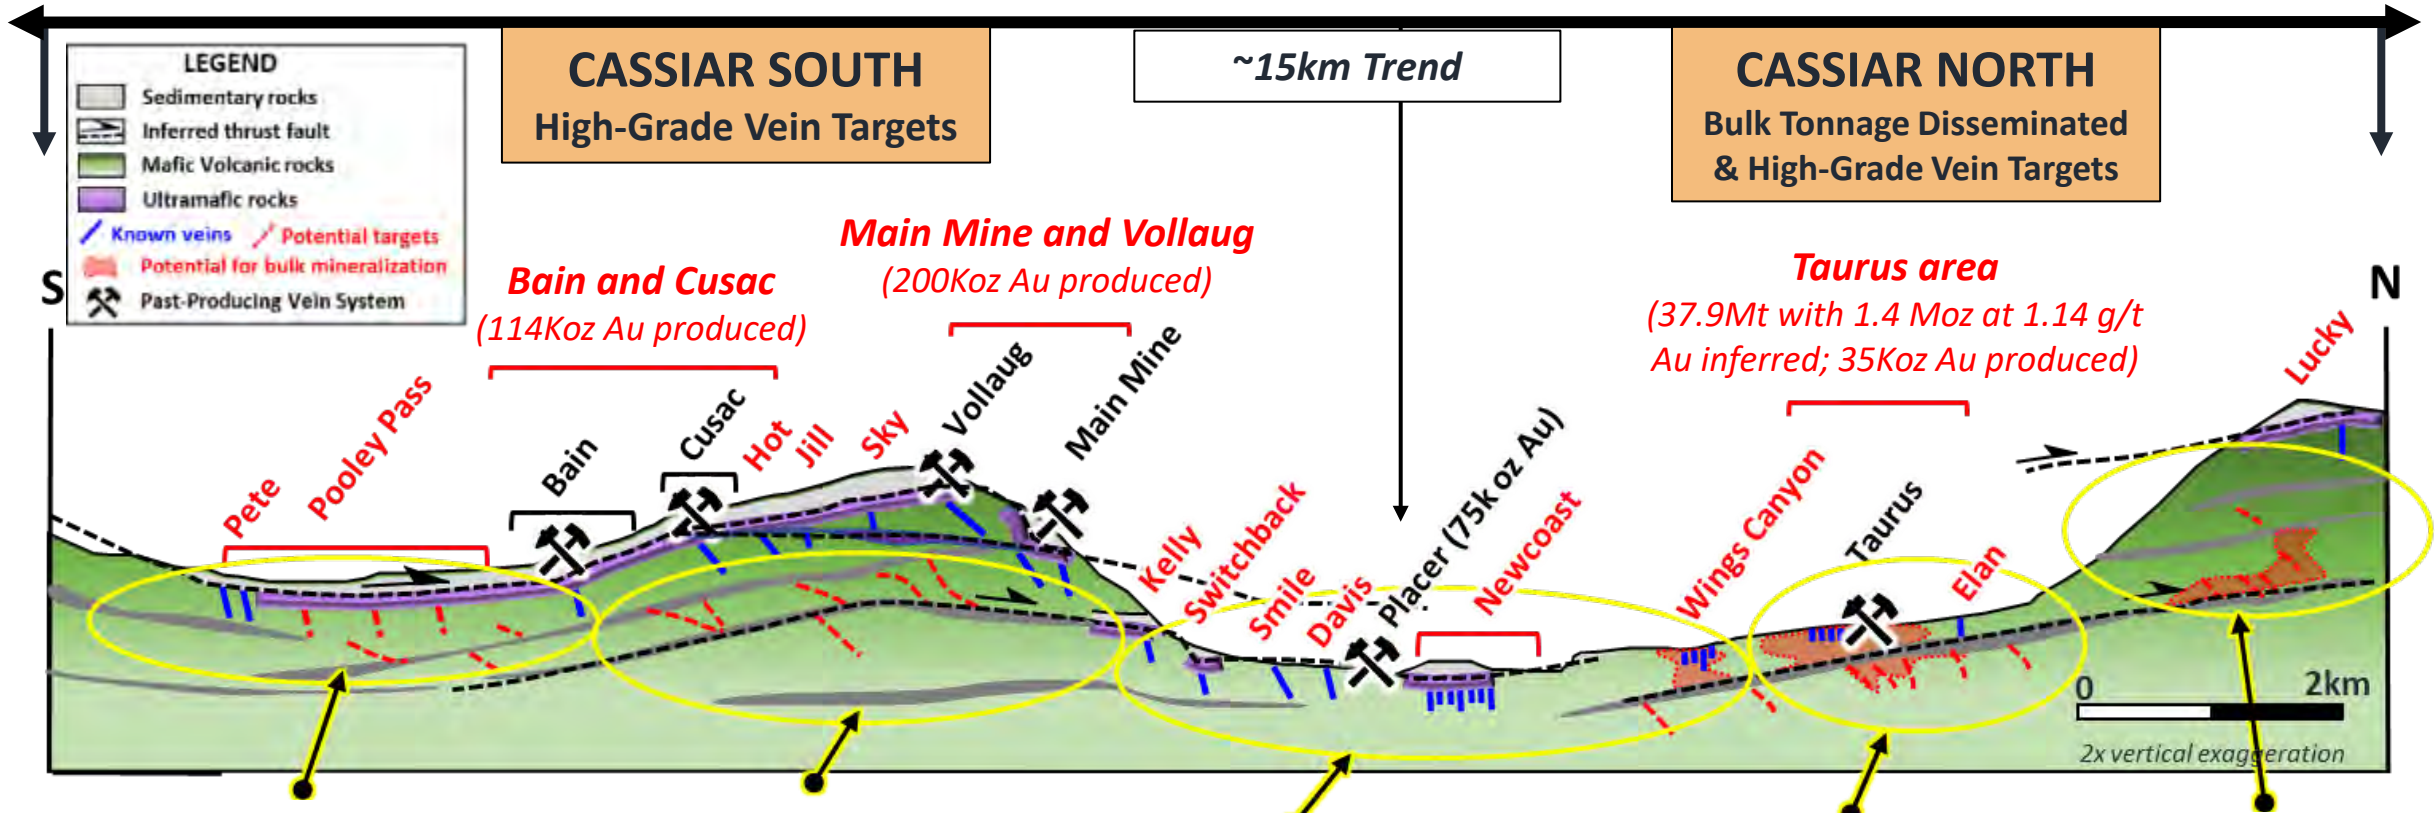 CASSIAR SOUTH
High-Grade Vein Targets
~15km Trend
CASSIAR NORTH
Bulk Tonnage Disseminated
& High-Grade Vein Targets
LEGEND
Sedimentary rocks
Inferred thrust fault
Mafic Volcanic rocks
Ultramafic rocks
Known veins
Potential targets
Potential for bulk mineralization
Past-Producing Vein System
S
N
Bain and Cusac
(114Koz Au produced)
Main Mine and Vollaug
(200Koz Au produced)
Taurus area
(37.9Mt with 1.4 Moz at 1.14 g/t
Au inferred; 35Koz Au produced)
Pete
Pooley Pass
Bain
Cusac
Hot
Jill
Sky
Vollaug
Main Mine
Kelly
Switchback
Smile
Davis
Placer (75k oz Au)
Newcoast
Wings Canyon
Taurus
Elan
Lucky
0
2km
2x vertical exaggeration